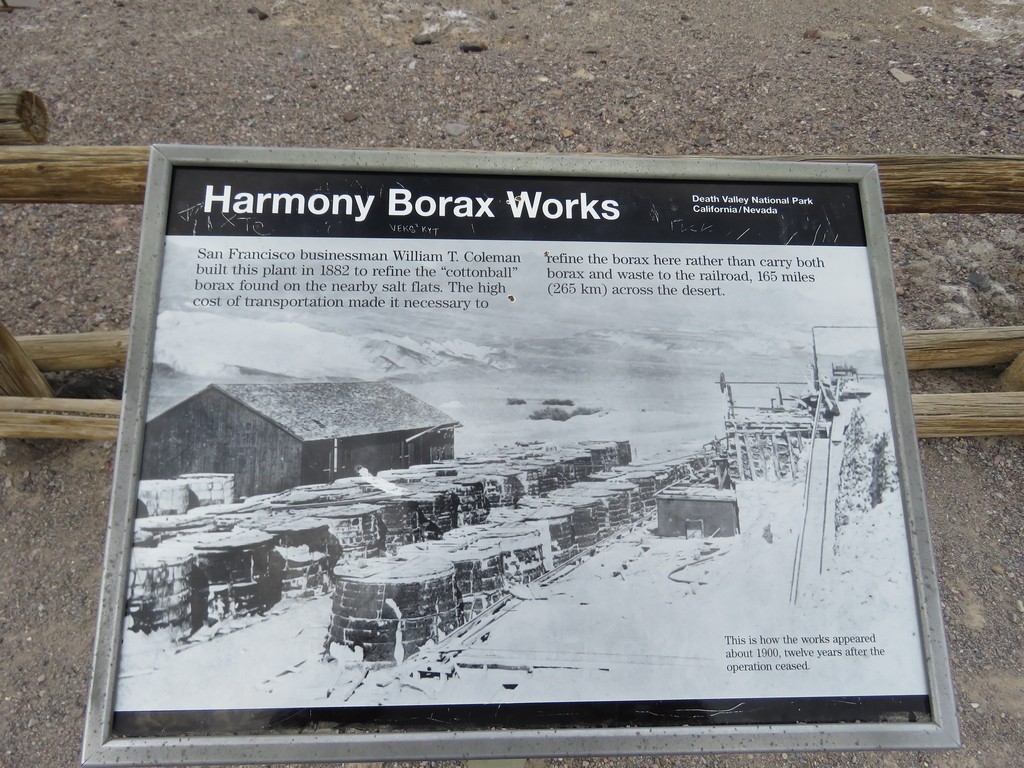 Harmony Borax Works
Death Valley National Park
California/Nevada
San Francisco businessman William T. Coleman
built this plant in 1882 to refine the “cottonball”
borax found on the nearby salt flats. The high
cost of transportation made it necessary to
refine the borax here rather than carry both
borax and waste to the railroad, 165 miles
(265 km) across the desert.
This is how the works appeared
about 1900, twelve years after the
operation ceased.